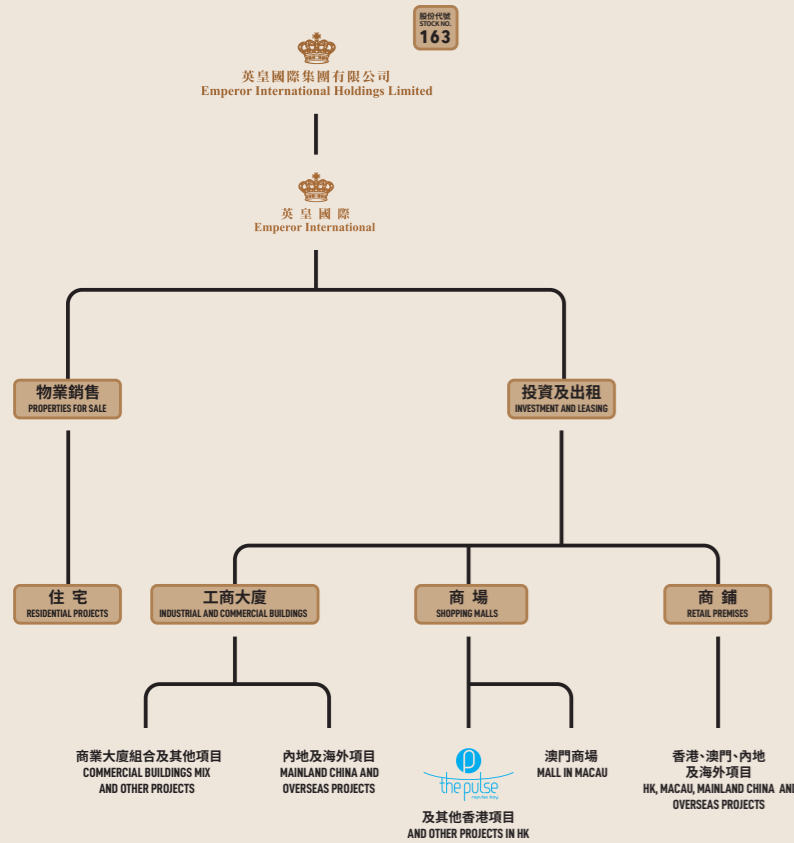 股份代號
STOCK NO.
163
英皇國際集團有限公司
Emperor International Holdings Limited
英皇國際
Emperor International
物業銷售
PROPERTIES FOR SALE
投資及出租
INVESTMENT AND LEASING
住宅
RESIDENTIAL PROJECTS
工商大廈
INDUSTRIAL AND COMMERCIAL BUILDINGS
商場
SHOPPING MALLS
商鋪
RETAIL PREMISES
商業大廈組合及其他項目
COMMERCIAL BUILDINGS MIX
AND OTHER PROJECTS
內地及海外項目
MAINLAND CHINA AND
OVERSEAS PROJECTS
the pulse
repulse bay
及其他香港項目
AND OTHER PROJECTS IN HK
澳門商場
MALL IN MACAU
香港、澳門、內地
及海外項目
HK, MACAU, MAINLAND CHINA AND
OVERSEAS PROJECTS